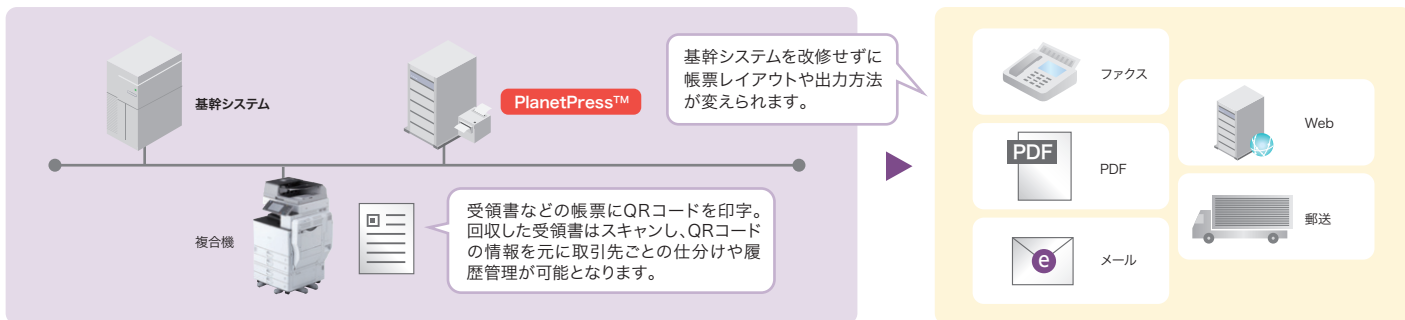 基幹システム
PlanetPress™
基幹システムを改修せずに
帳票レイアウトや出力方法
が変えられます。
複合機
受領書などの帳票にQRコードを印字。
回収した受領書はスキャンし、QRコード
の情報を元に取引先ごとの仕分けや履
歴管理が可能となります。
ファクス
PDF
PDF
e
メール
Web
郵送